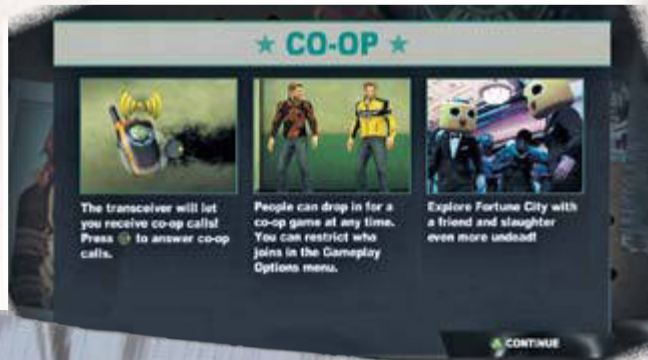 ★ CO-OP ★
The transceiver will let
you receive co-op calls!
Press to answer co-op
calls.
People can drop in for a
co-op game at any time.
You can restrict who
joins in the Gameplay
Options menu.
Explore Fortune City with
a friend and slaughter
even more undead!
CONTINUE